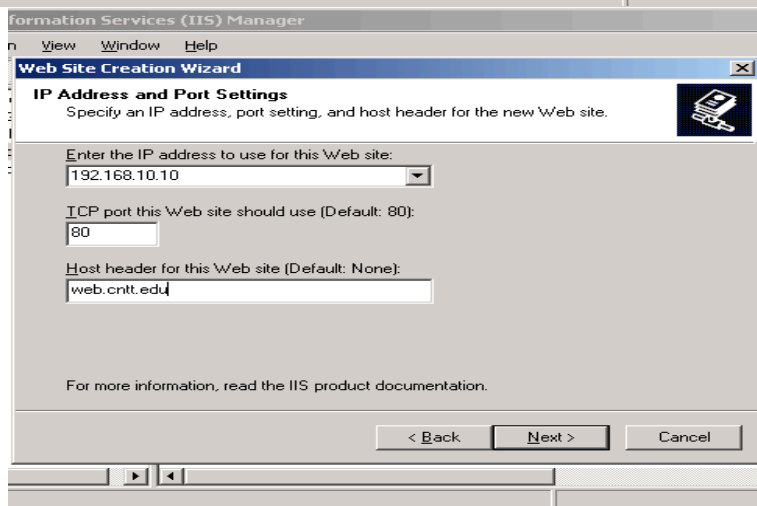 formation Services (IIS) Manager
View Window Help
Web Site Creation Wizard
IP Address and Port Settings
Specify an IP address, port setting, and host header for the new Web site.
Enter the IP address to use for this Web site:
192.168.10.10
TCP port this Web site should use (Default: 80):
80
Host header for this Web site (Default: None):
web.cntt.edu
For more information, read the IIS product documentation.
< Back Next > Cancel